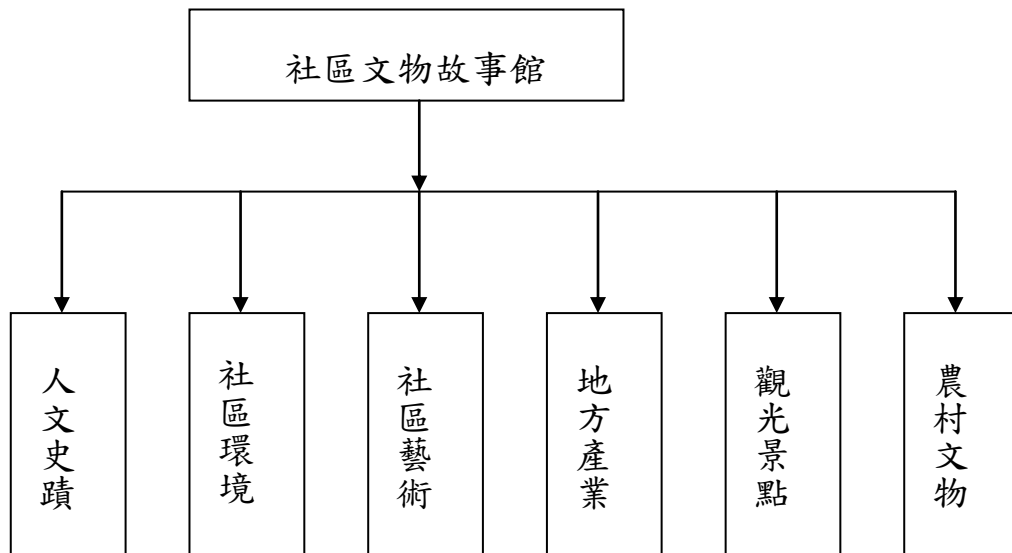 社區文物故事館
人文史蹟
社區環境
社區藝術
地方產業
觀光景點
農村文物